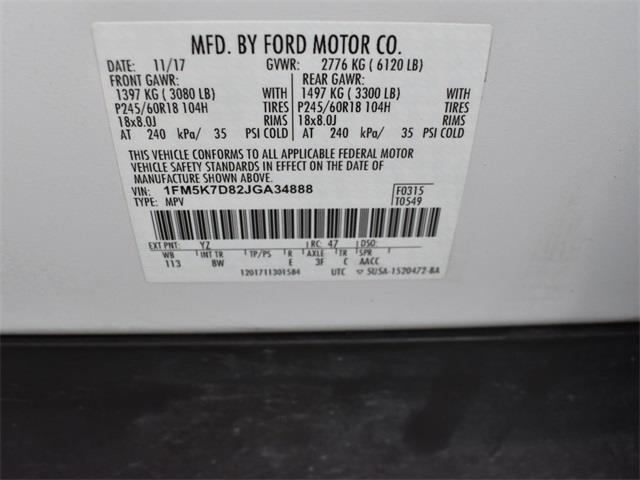 MFD. BY FORD MOTOR CO.
DATE: 11/17 GVWR: 2776 KG ( 6120 LB)
FRONT GAWR: REAR GAWR:
1397 KG ( 3080 LB) WITH 1497 KG ( 3300 LB) WITH
P245/60R18 104H TIRES P245/60R18 104H TIRES
18x8.0J RIMS 18x8.0J RIMS
AT 240 kPa/ 35 PSI COLD AT 240 kPa/ 35 PSI COLD
THIS VEHICLE CONFORMS TO ALL APPLICABLE FEDERAL MOTOR
VEHICLE SAFETY STANDARDS IN EFFECT ON THE DATE OF
MANUFACTURE SHOWN ABOVE.
VIN: 1FM5K7D82JGA34888 F0315
TYPE: MPV T0549
EXT PNT: YZ RC: 47 DSO:
WB INT TR TP/PS R AXLE TR SPR
113 8W E 3F C AACC
1201711301584 UTC 5USA-1520472-BA